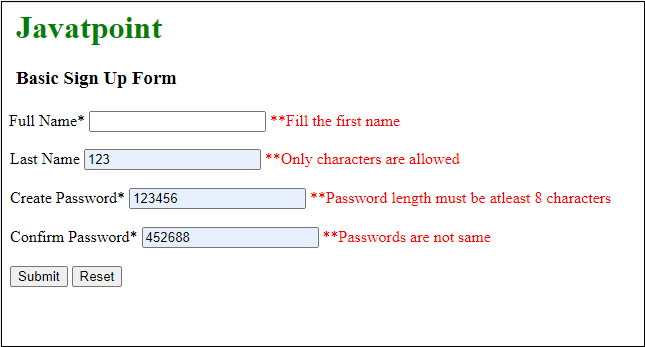 Javatpoint
Basic Sign Up Form
Full Name* **Fill the first name
Last Name 123 **Only characters are allowed
Create Password* 123456 **Password length must be atleast 8 characters
Confirm Password* 452688 **Passwords are not same
Submit Reset